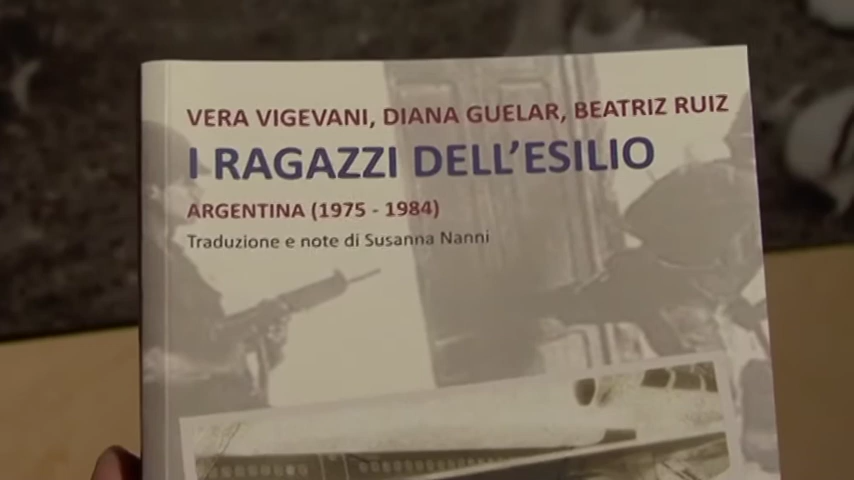 VERA VIGEVANI, DIANA GUELAR, BEATRIZ RUIZ
I RAGAZZI DELL'ESILIO
ARGENTINA (1975 - 1984)
Traduzione e note di Susanna Nanni